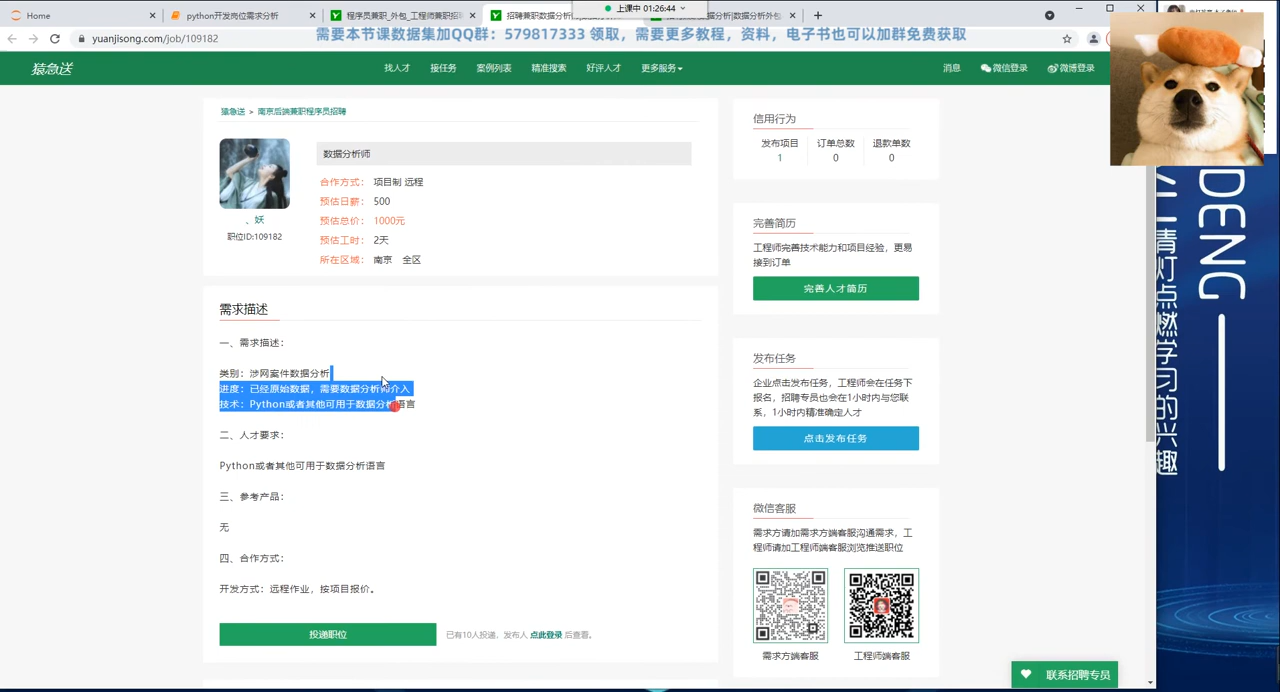 Home
python开发岗位需求分析
程序员兼职_外包_工程师兼职招聘
招聘兼职数据分析
数据分析|数据分析外包
上课中 01:26:44
yuanjisong.com/job/109182
需要本节课数据集加QQ群：579817333 领取，需要更多教程，资料，电子书也可以加群免费获取
猿急送
找人才
接任务
案例列表
精准搜索
好评人才
更多服务
消息
微信登录
微博登录
猿急送 > 南京后端兼职程序员招聘
数据分析师
合作方式： 项目制 远程
预估日薪： 500
预估总价： 1000元
预估工时： 2天
所在区域： 南京 全区
、妖
职位ID:109182
需求描述
一、需求描述：
类别：涉网案件数据分析
进度：已经原始数据，需要数据分析师介入
技术：Python或者其他可用于数据分析语言
二、人才要求：
Python或者其他可用于数据分析语言
三、参考产品：
无
四、合作方式：
开发方式：远程作业，按项目报价。
投递职位
已有10人投递，发布人 点此登录 后查看。
信用行为
发布项目 订单总数 退款单数
1 0 0
完善简历
工程师完善技术能力和项目经验，更易
接到订单
完善人才简历
发布任务
企业点击发布任务，工程师会在任务下
报名，招聘专员也会在1小时内与您联
系，1小时内精准确定人才
点击发布任务
微信客服
需求方请加需求方端客服沟通需求，工
程师请加工程师端客服浏览推送职位
需求方端客服
工程师端客服
联系招聘专员
DENG
青灯点燃学习的兴趣